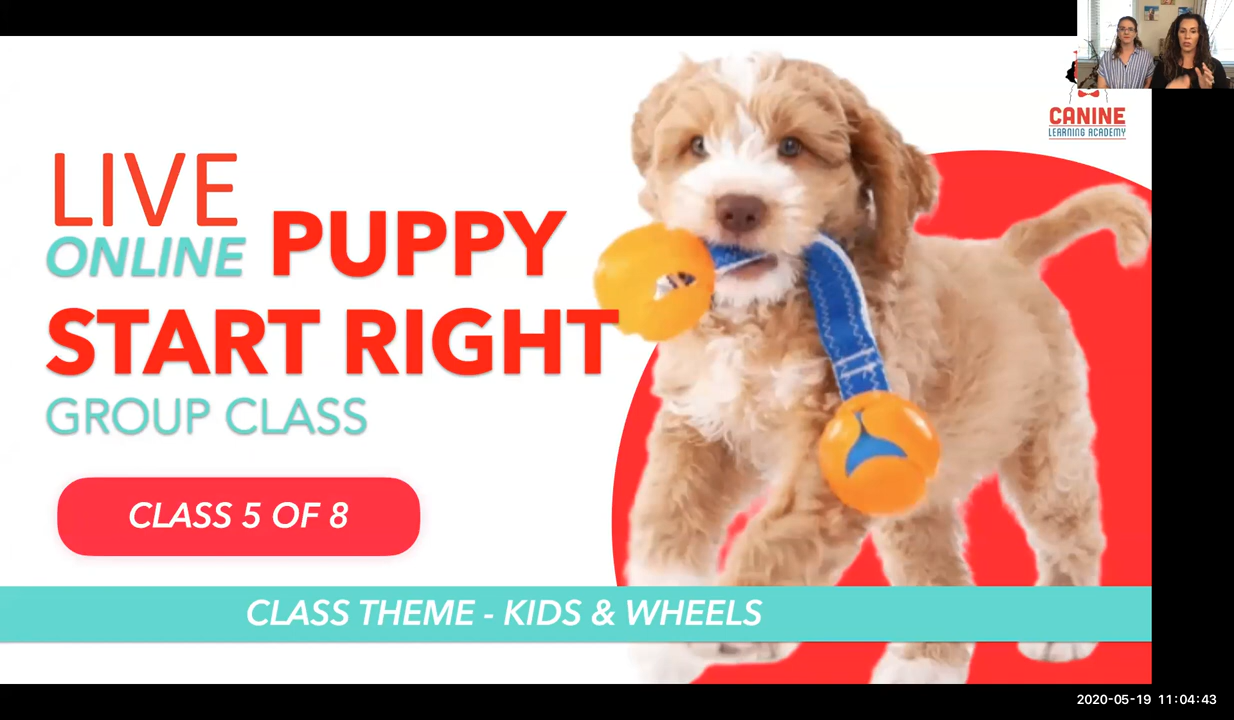 CANINE
LEARNING ACADEMY
LIVE
ONLINE PUPPY
START RIGHT
GROUP CLASS
CLASS 5 OF 8
CLASS THEME - KIDS & WHEELS
2020-05-19 11:04:43